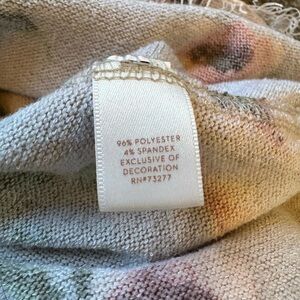 96% POLYESTER
4% SPANDEX
EXCLUSIVE OF
DECORATION
RN#73277